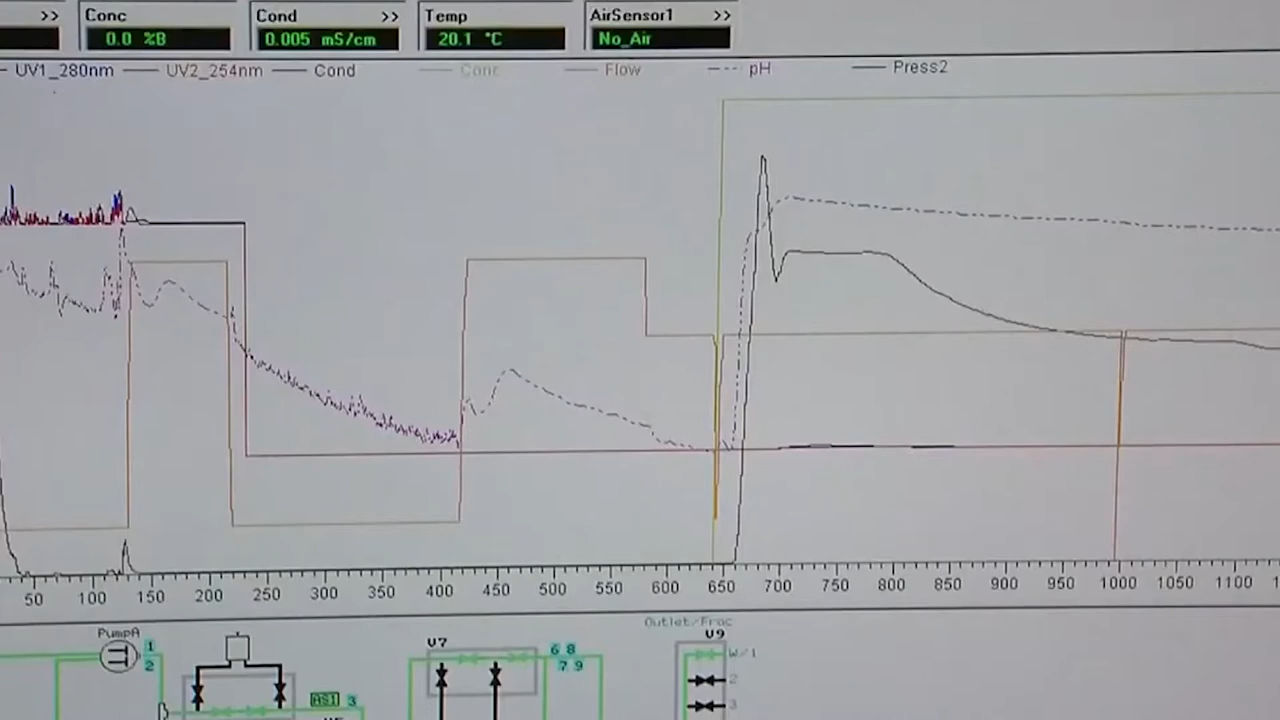 >> Conc Cond >> Temp AirSensor1 >>
0.0 %B 0.005 mS/cm 20.1 °C No_Air
UV1_280nm UV2_254nm Cond Conc Flow pH Press2
50 100 150 200 250 300 350 400 450 500 550 600 650 700 750 800 850 900 950 1000 1050 1100
Outlet/Frac
PumpA V7 V9
1 6 8 W/1
2 7 9
2
AS1 3 3